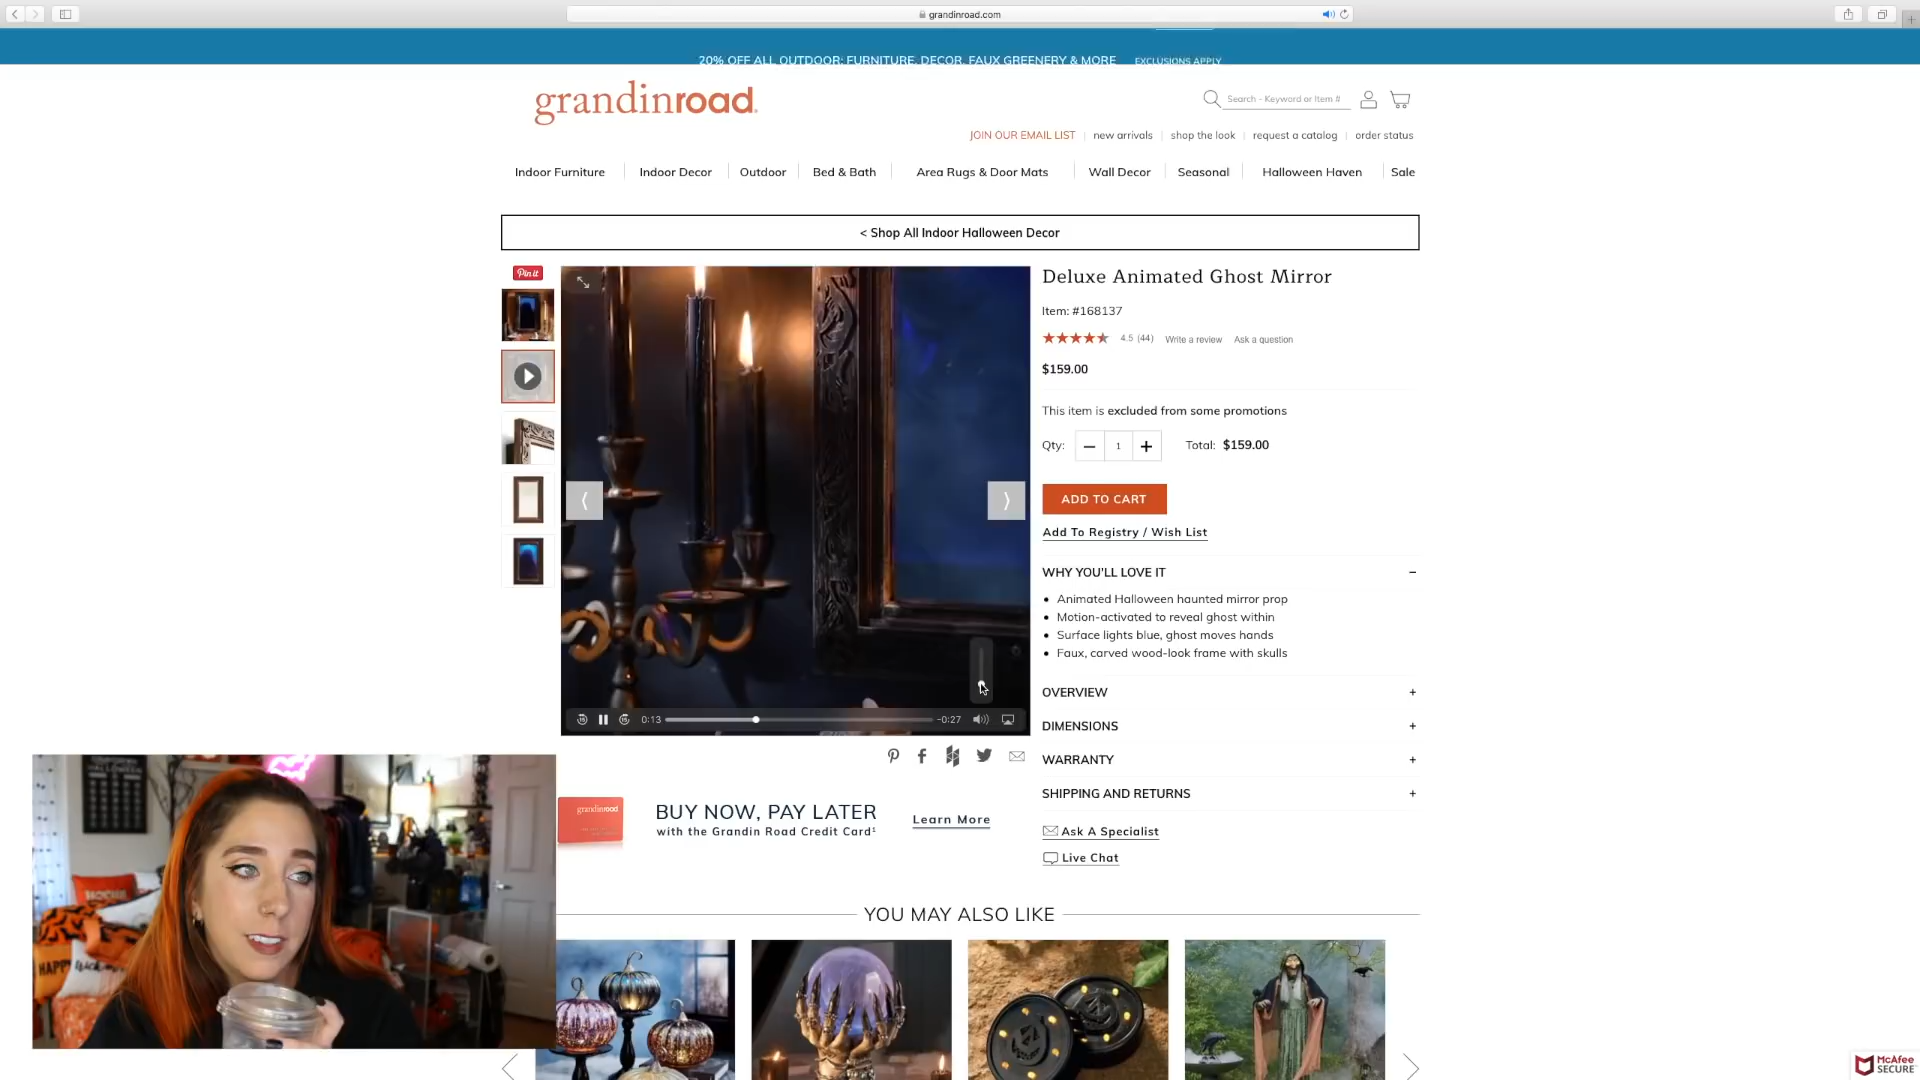 grandinroad.com
20% OFF ALL OUTDOOR: FURNITURE, DECOR, FAUX GREENERY & MORE EXCLUSIONS APPLY
grandinroad
Search - Keyword or Item #
JOIN OUR EMAIL LIST new arrivals shop the look request a catalog order status
Indoor Furniture Indoor Decor Outdoor Bed & Bath Area Rugs & Door Mats Wall Decor Seasonal Halloween Haven Sale
< Shop All Indoor Halloween Decor
Pin it
Deluxe Animated Ghost Mirror
Item: #168137
4.5 (44) Write a review Ask a question
$159.00
This item is excluded from some promotions
Qty: 1 Total: $159.00
ADD TO CART
Add To Registry / Wish List
WHY YOU'LL LOVE IT
• Animated Halloween haunted mirror prop
• Motion-activated to reveal ghost within
• Surface lights blue, ghost moves hands
• Faux, carved wood-look frame with skulls
OVERVIEW
DIMENSIONS
WARRANTY
SHIPPING AND RETURNS
Ask A Specialist
Live Chat
0:13 -0:27
grandinroad
BUY NOW, PAY LATER
with the Grandin Road Credit Card¹
Learn More
YOU MAY ALSO LIKE
HALLOWEEN
HAPPY
McAfee
SECURE